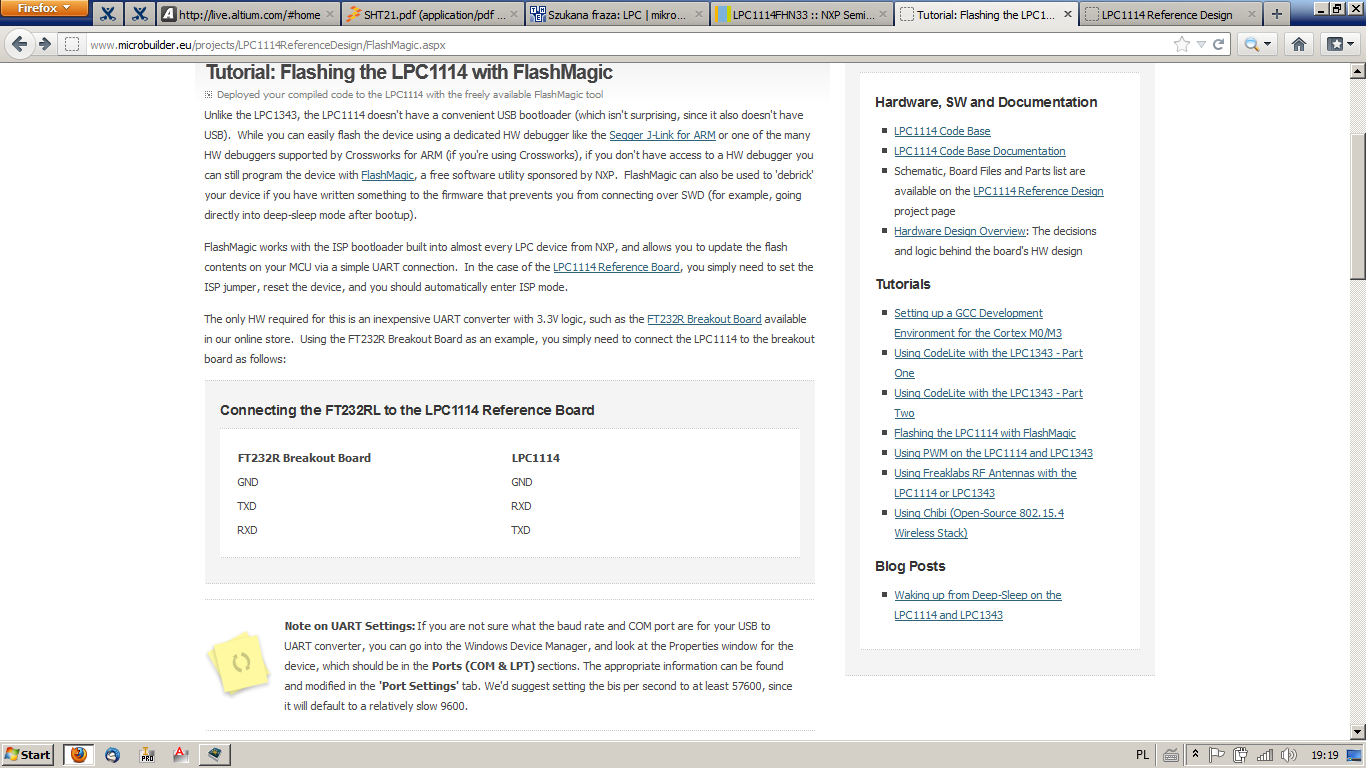 Firefox
http://live.altium.com/#home
SHT21.pdf (application/pdf ...
Szukana fraza: LPC | mikro...
LPC1114FHN33 :: NXP Semi...
Tutorial: Flashing the LPC1...
LPC1114 Reference Design
www.microbuilder.eu/projects/LPC1114ReferenceDesign/FlashMagic.aspx
Tutorial: Flashing the LPC1114 with FlashMagic
Deployed your compiled code to the LPC1114 with the freely available FlashMagic tool
Unlike the LPC1343, the LPC1114 doesn't have a convenient USB bootloader (which isn't surprising, since it also doesn't have
USB). While you can easily flash the device using a dedicated HW debugger like the Segger J-Link for ARM or one of the many
HW debuggers supported by Crossworks for ARM (if you're using Crossworks), if you don't have access to a HW debugger you
can still program the device with FlashMagic, a free software utility sponsored by NXP. FlashMagic can also be used to 'debrick'
your device if you have written something to the firmware that prevents you from connecting over SWD (for example, going
directly into deep-sleep mode after bootup).
FlashMagic works with the ISP bootloader built into almost every LPC device from NXP, and allows you to update the flash
contents on your MCU via a simple UART connection. In the case of the LPC1114 Reference Board, you simply need to set the
ISP jumper, reset the device, and you should automatically enter ISP mode.
The only HW required for this is an inexpensive UART converter with 3.3V logic, such as the FT232R Breakout Board available
in our online store. Using the FT232R Breakout Board as an example, you simply need to connect the LPC1114 to the breakout
board as follows:
Connecting the FT232RL to the LPC1114 Reference Board
FT232R Breakout Board LPC1114
GND GND
TXD RXD
RXD TXD
Note on UART Settings: If you are not sure what the baud rate and COM port are for your USB to
UART converter, you can go into the Windows Device Manager, and look at the Properties window for the
device, which should be in the Ports (COM & LPT) sections. The appropriate information can be found
and modified in the 'Port Settings' tab. We'd suggest setting the bis per second to at least 57600, since
it will default to a relatively slow 9600.
Hardware, SW and Documentation
LPC1114 Code Base
LPC1114 Code Base Documentation
Schematic, Board Files and Parts list are
available on the LPC1114 Reference Design
project page
Hardware Design Overview: The decisions
and logic behind the board's HW design
Tutorials
Setting up a GCC Development
Environment for the Cortex M0/M3
Using CodeLite with the LPC1343 - Part
One
Using CodeLite with the LPC1343 - Part
Two
Flashing the LPC1114 with FlashMagic
Using PWM on the LPC1114 and LPC1343
Using Freaklabs RF Antennas with the
LPC1114 or LPC1343
Using Chibi (Open-Source 802.15.4
Wireless Stack)
Blog Posts
Waking up from Deep-Sleep on the
LPC1114 and LPC1343
Start
PL
19:19